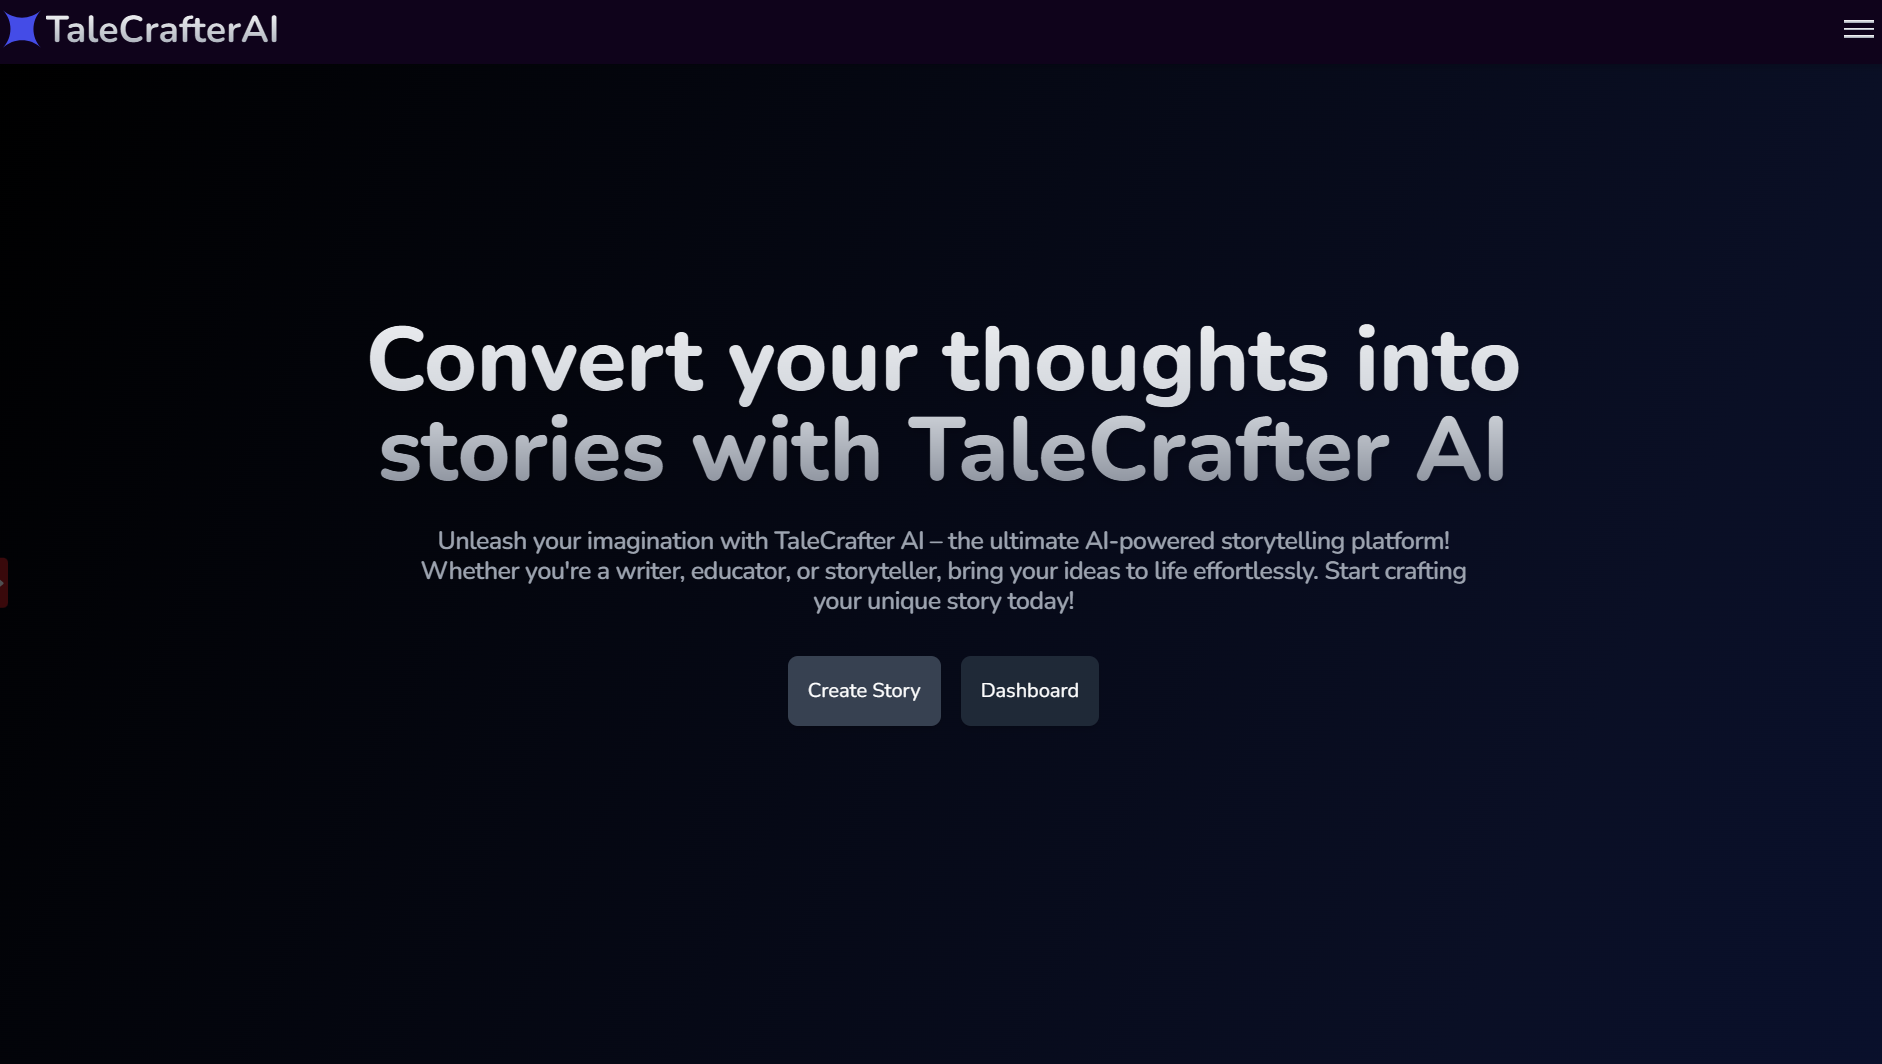 TaleCrafterAI
Convert your thoughts into
stories with TaleCrafter AI
Unleash your imagination with TaleCrafter AI – the ultimate AI-powered storytelling platform!
Whether you're a writer, educator, or storyteller, bring your ideas to life effortlessly. Start crafting
your unique story today!
Create Story
Dashboard